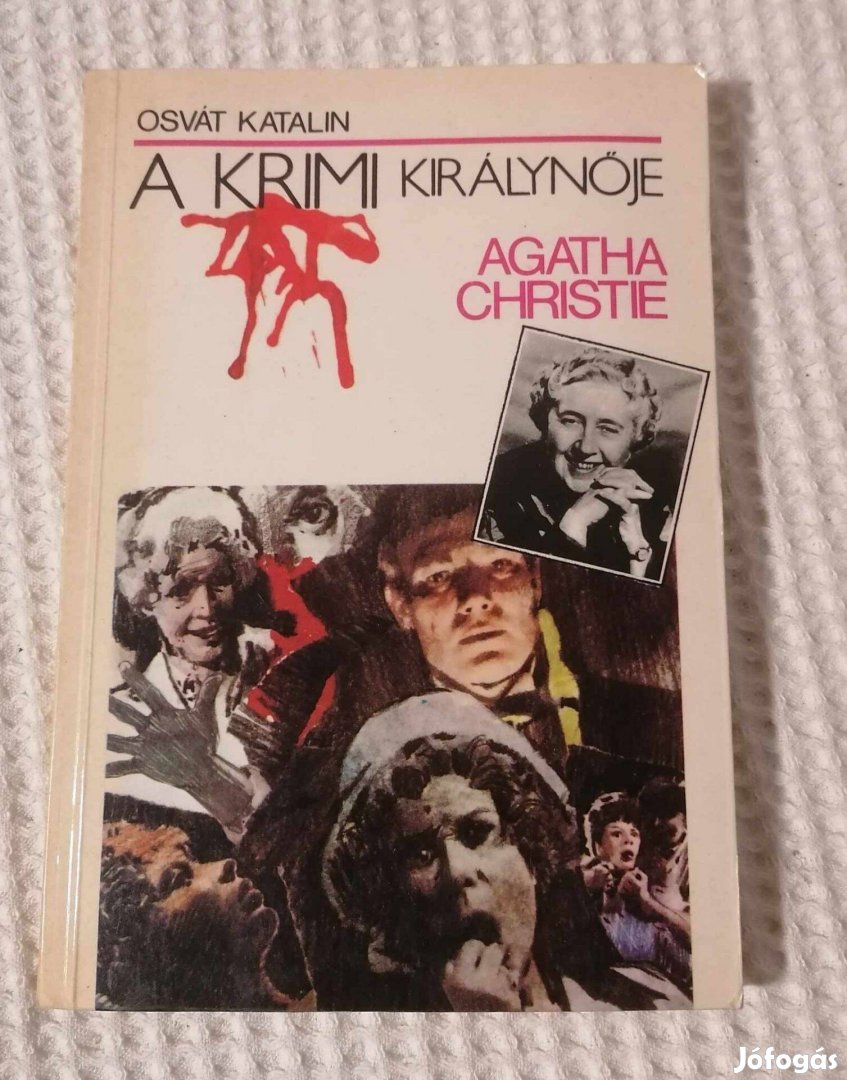 OSVÁT KATALIN
A KRIMI KIRÁLYNŐJE
AGATHA
CHRISTIE
Jófogás